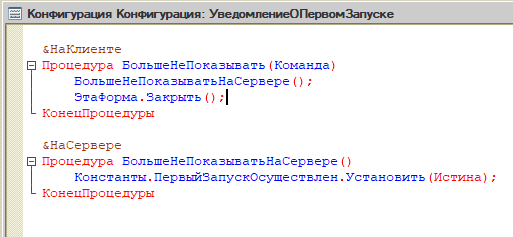 Конфигурация Конфигурация: УведомлениеОПервомЗапуске
&НаКлиенте
Процедура БольшеНеПоказывать(Команда)
БольшеНеПоказыватьНаСервере();
ЭтаФорма.Закрыть();
КонецПроцедуры
&НаСервере
Процедура БольшеНеПоказыватьНаСервере()
Константы.ПервыйЗапускОсуществлен.Установить(Истина);
КонецПроцедуры